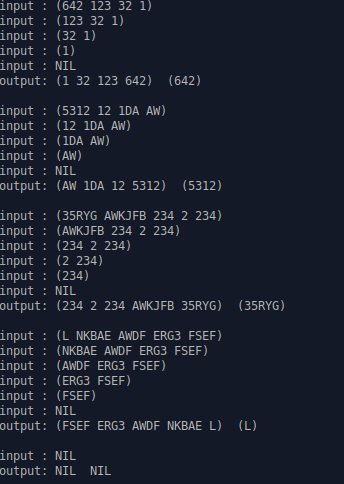 input : (642 123 32 1)
input : (123 32 1)
input : (32 1)
input : (1)
input : NIL
output: (1 32 123 642)  (642)
input : (5312 12 1DA AW)
input : (12 1DA AW)
input : (1DA AW)
input : (AW)
input : NIL
output: (AW 1DA 12 5312)  (5312)
input : (35RYG AWKJFB 234 2 234)
input : (AWKJFB 234 2 234)
input : (234 2 234)
input : (2 234)
input : (234)
input : NIL
output: (234 2 234 AWKJFB 35RYG)  (35RYG)
input : (L NKBAE AWDF ERG3 FSEF)
input : (NKBAE AWDF ERG3 FSEF)
input : (AWDF ERG3 FSEF)
input : (ERG3 FSEF)
input : (FSEF)
input : NIL
output: (FSEF ERG3 AWDF NKBAE L)  (L)
input : NIL
output: NIL  NIL